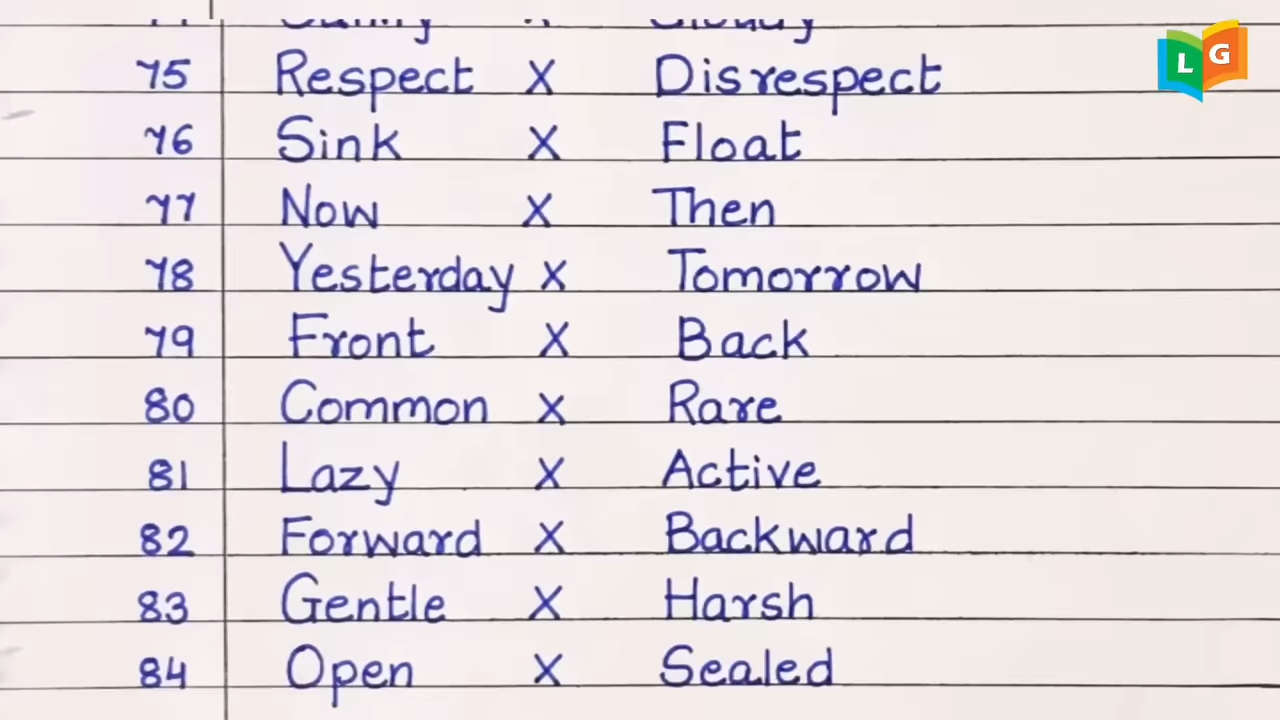 75 Respect X Disrespect
76 Sink X Float
77 Now X Then
78 Yesterday X Tomorrow
79 Front X Back
80 Common X Rare
81 Lazy X Active
82 Forward X Backward
83 Gentle X Harsh
84 Open X Sealed
L G